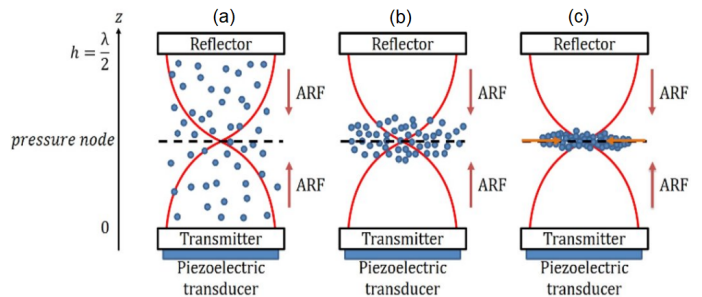 (a) (b) (c)
z
Reflector Reflector Reflector
h = λ/2
ARF ARF ARF
pressure node
ARF ARF ARF
0
Transmitter Transmitter Transmitter
Piezoelectric Piezoelectric Piezoelectric
transducer transducer transducer